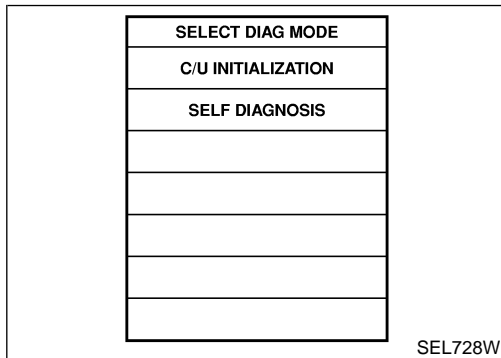 SELECT DIAG MODE
C/U INITIALIZATION
SELF DIAGNOSIS
SEL728W